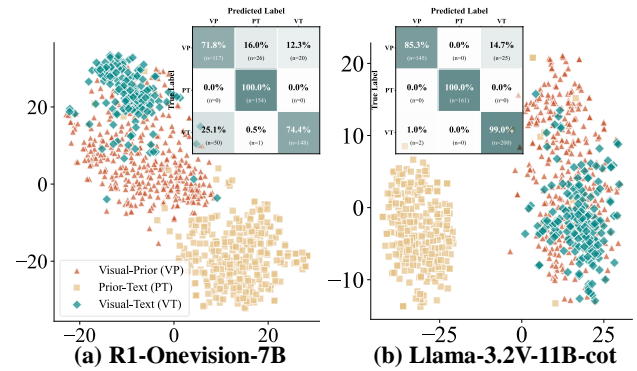 Predicted Label
VP PT VT
True Label
VP 71.8% 16.0% 12.3%
(n=117) (n=26) (n=20)
PT 0.0% 100.0% 0.0%
(n=0) (n=154) (n=0)
VT 25.1% 0.5% 74.4%
(n=50) (n=1) (n=148)
20
0
−20
−20 0 20
Visual-Prior (VP)
Prior-Text (PT)
Visual-Text (VT)
(a) R1-Onevision-7B
Predicted Label
VP PT VT
True Label
VP 85.3% 0.0% 14.7%
(n=145) (n=0) (n=25)
PT 0.0% 100.0% 0.0%
(n=0) (n=161) (n=0)
VT 1.0% 0.0% 99.0%
(n=2) (n=0) (n=200)
20
10
0
−10
−25 0 25
(b) Llama-3.2V-11B-cot